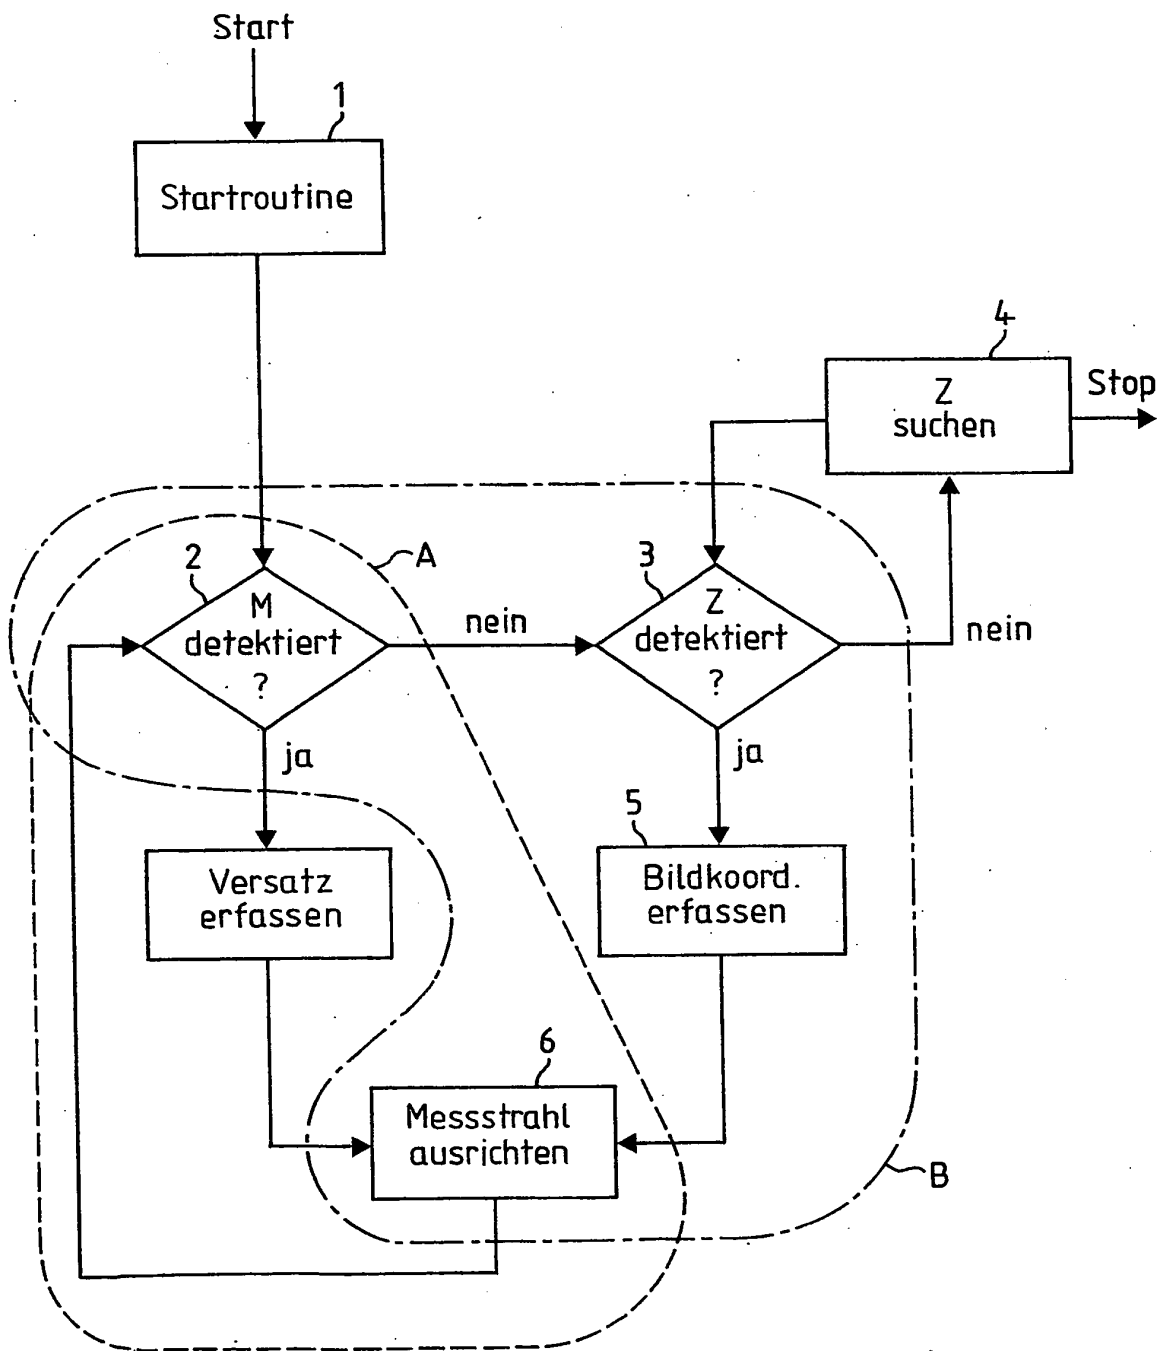 Start
1
Startroutine
4
Z
suchen
Stop
2
A
3
M
detektiert
?
nein
Z
detektiert
?
nein
ja
ja
5
Versatz
erfassen
Bildkoord.
erfassen
6
Messstrahl
ausrichten
B